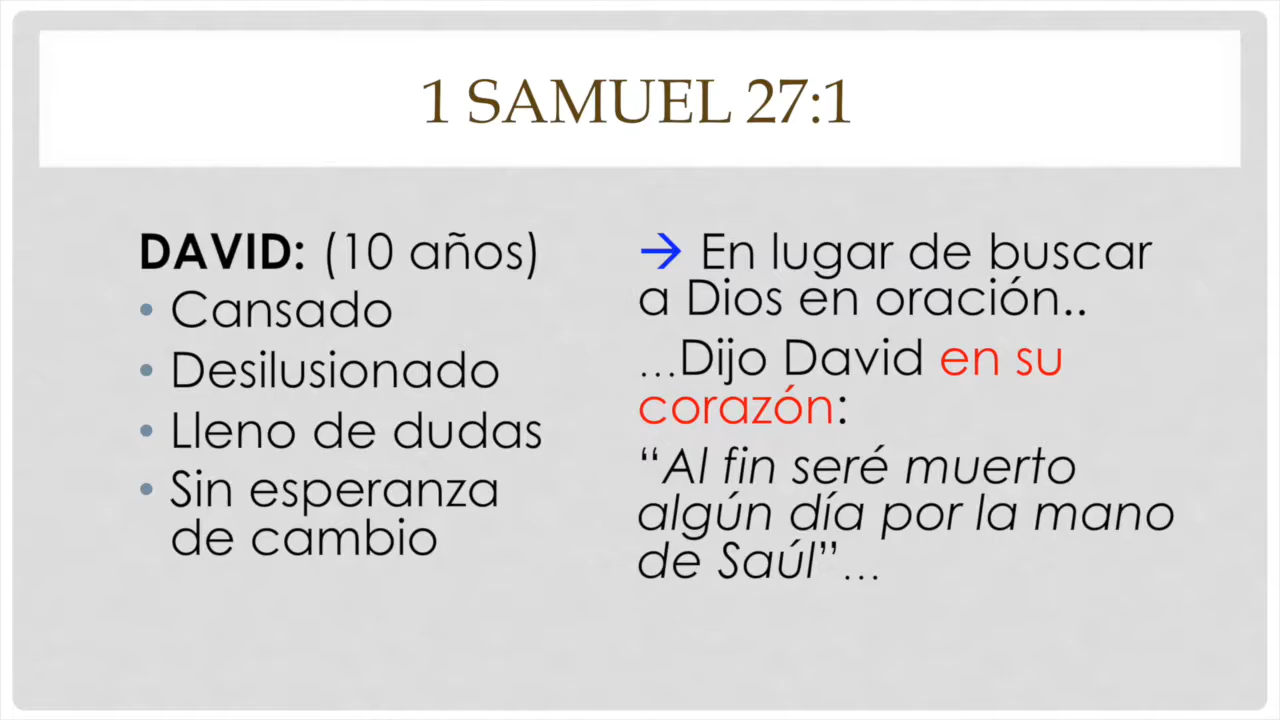 1 SAMUEL 27:1
DAVID: (10 años)
• Cansado
• Desilusionado
• Lleno de dudas
• Sin esperanza
de cambio
→ En lugar de buscar
a Dios en oración..
...Dijo David en su
corazón:
“Al fin seré muerto
algún día por la mano
de Saúl”...